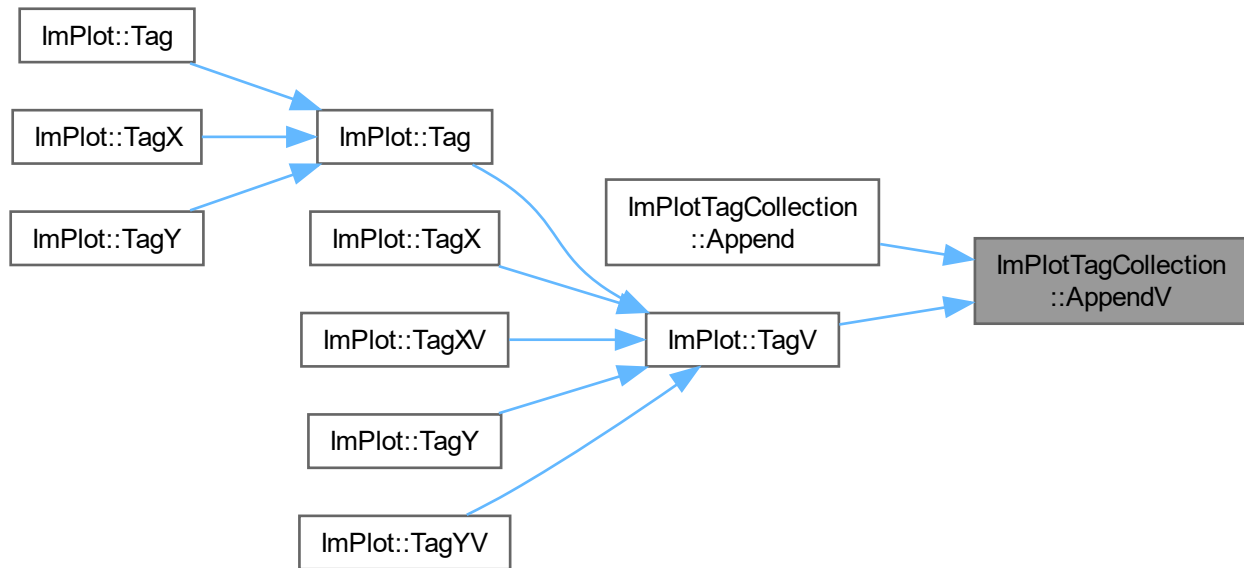 ImPlot::Tag
ImPlot::TagX
ImPlot::TagY
ImPlot::Tag
ImPlot::TagX
ImPlot::TagXV
ImPlot::TagY
ImPlot::TagYV
ImPlotTagCollection
::Append
ImPlot::TagV
ImPlotTagCollection
::AppendV